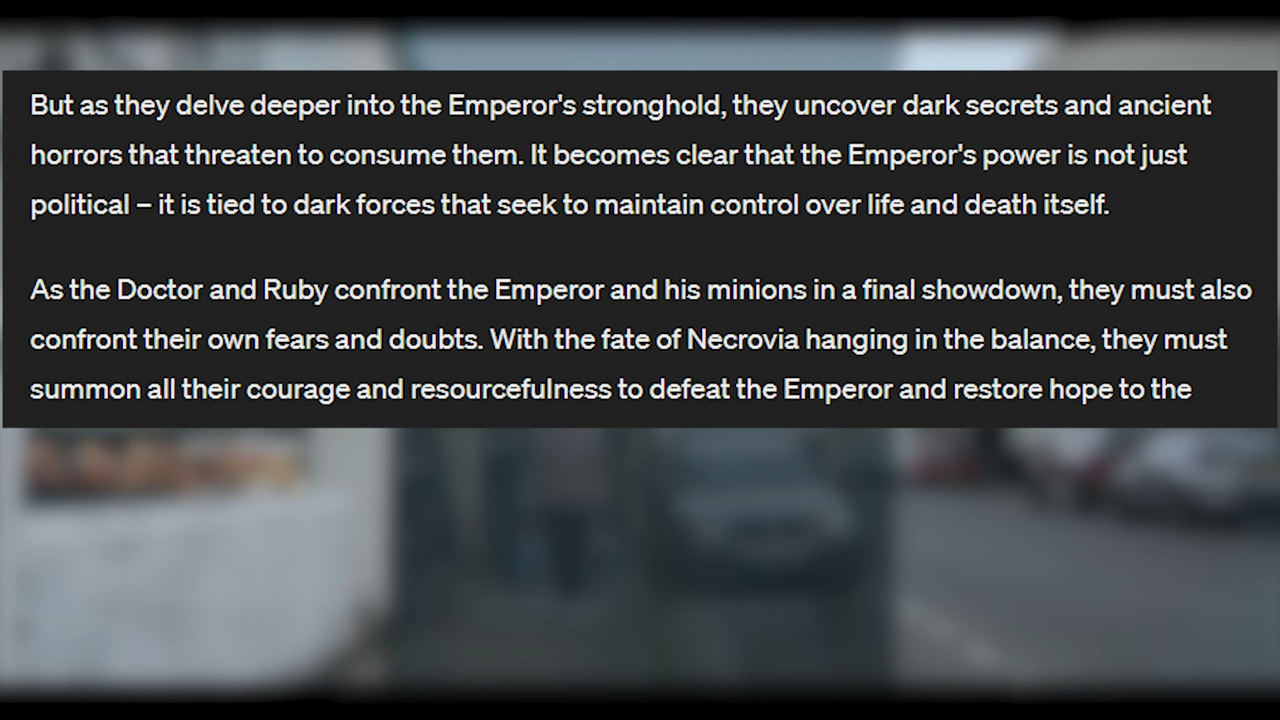 But as they delve deeper into the Emperor's stronghold, they uncover dark secrets and ancient
horrors that threaten to consume them. It becomes clear that the Emperor's power is not just
political – it is tied to dark forces that seek to maintain control over life and death itself.
As the Doctor and Ruby confront the Emperor and his minions in a final showdown, they must also
confront their own fears and doubts. With the fate of Necrovia hanging in the balance, they must
summon all their courage and resourcefulness to defeat the Emperor and restore hope to the